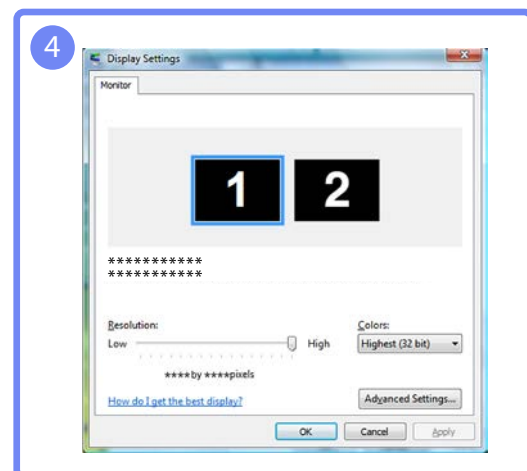 4
Display Settings
Monitor
1 2
***********
***********
Resolution:
Colors:
Low High
Highest (32 bit)
****by ****pixels
How do I get the best display?
Advanced Settings...
OK Cancel Apply